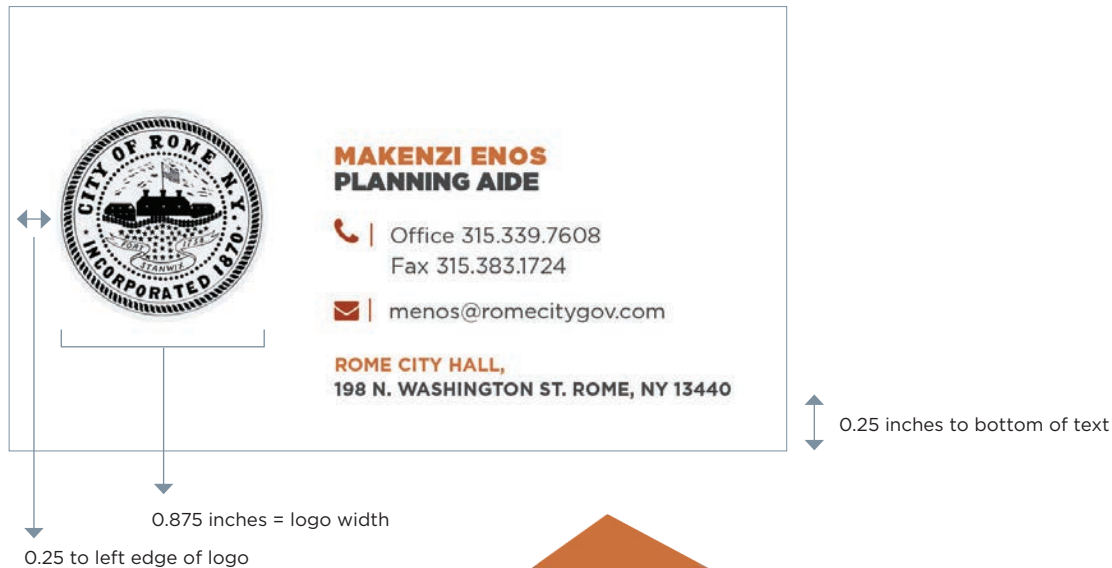 CITY OF ROME N.Y.
FORT 1758
STANWIX
· INCORPORATED 1870 ·
MAKENZI ENOS
PLANNING AIDE
Office 315.339.7608
Fax 315.383.1724
menos@romecitygov.com
ROME CITY HALL,
198 N. WASHINGTON ST. ROME, NY 13440
0.25 inches to bottom of text
0.875 inches = logo width
0.25 to left edge of logo